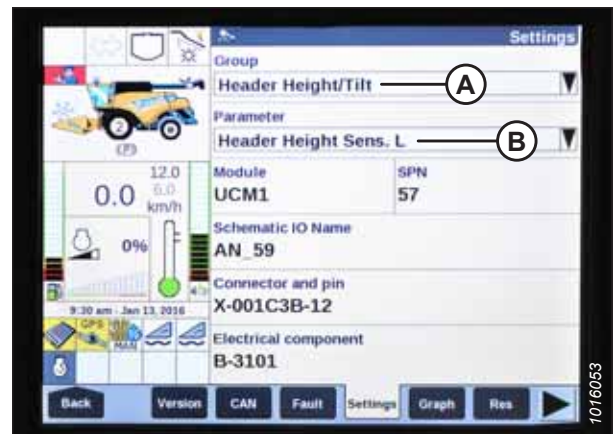 Settings
Group
Header Height/Tilt
A
Parameter
Header Height Sens. L
B
Module
SPN
UCM1
57
Schematic IO Name
AN_59
Connector and pin
X-001C3B-12
Electrical component
B-3101
2
(P)
12.0
6.0
0.0
km/h
0%
9:30 am - Jan 13, 2016
GPS
MAN
Back
Version
CAN
Fault
Settings
Graph
Res
1016053